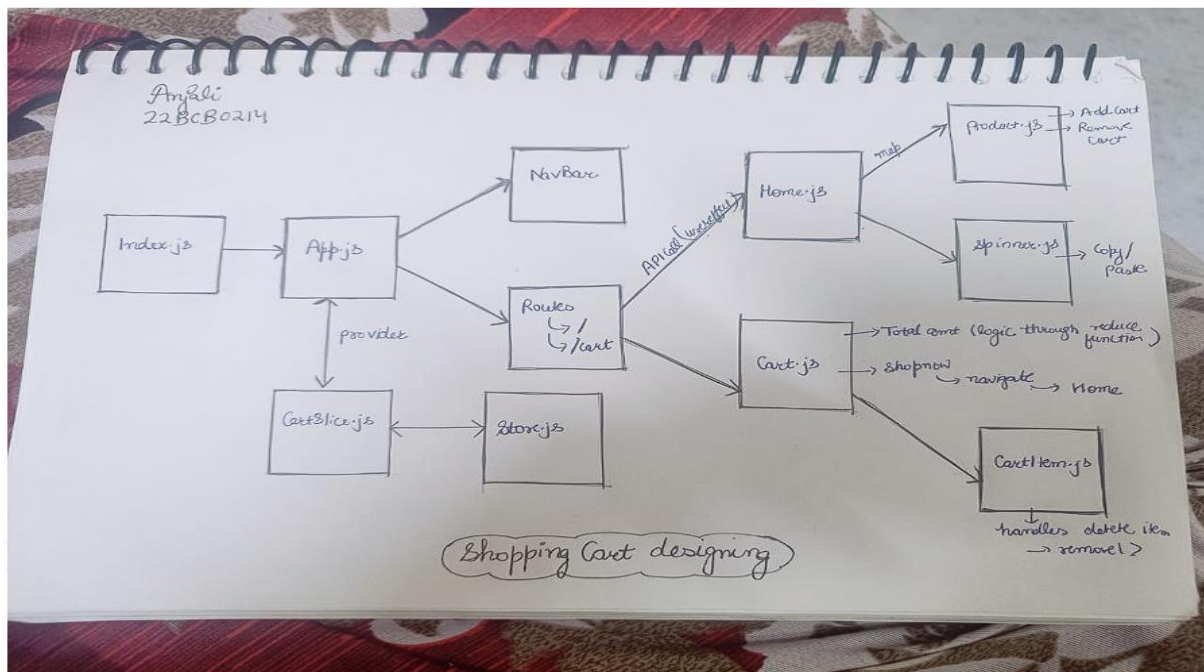 Anjali
22BCB0214
Index.js
App.js
NavBar
Routes
/
/cart
provider
CartSlice.js
Store.js
API Call (useEffect)
Home.js
map
Product.js
Add cart
Remove
cart
Spinner.js
Copy/
paste
Cart.js
Total amt (logic through reduce
function)
Shopnow
navigate
Home
CartItem.js
handles delete item
Shopping Cart designing